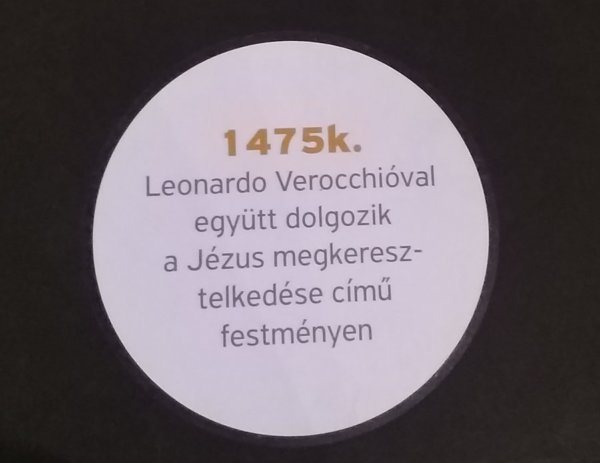 1475k.
Leonardo Verocchióval
együtt dolgozik
a Jézus megkeresz-
telkedése című
festményen